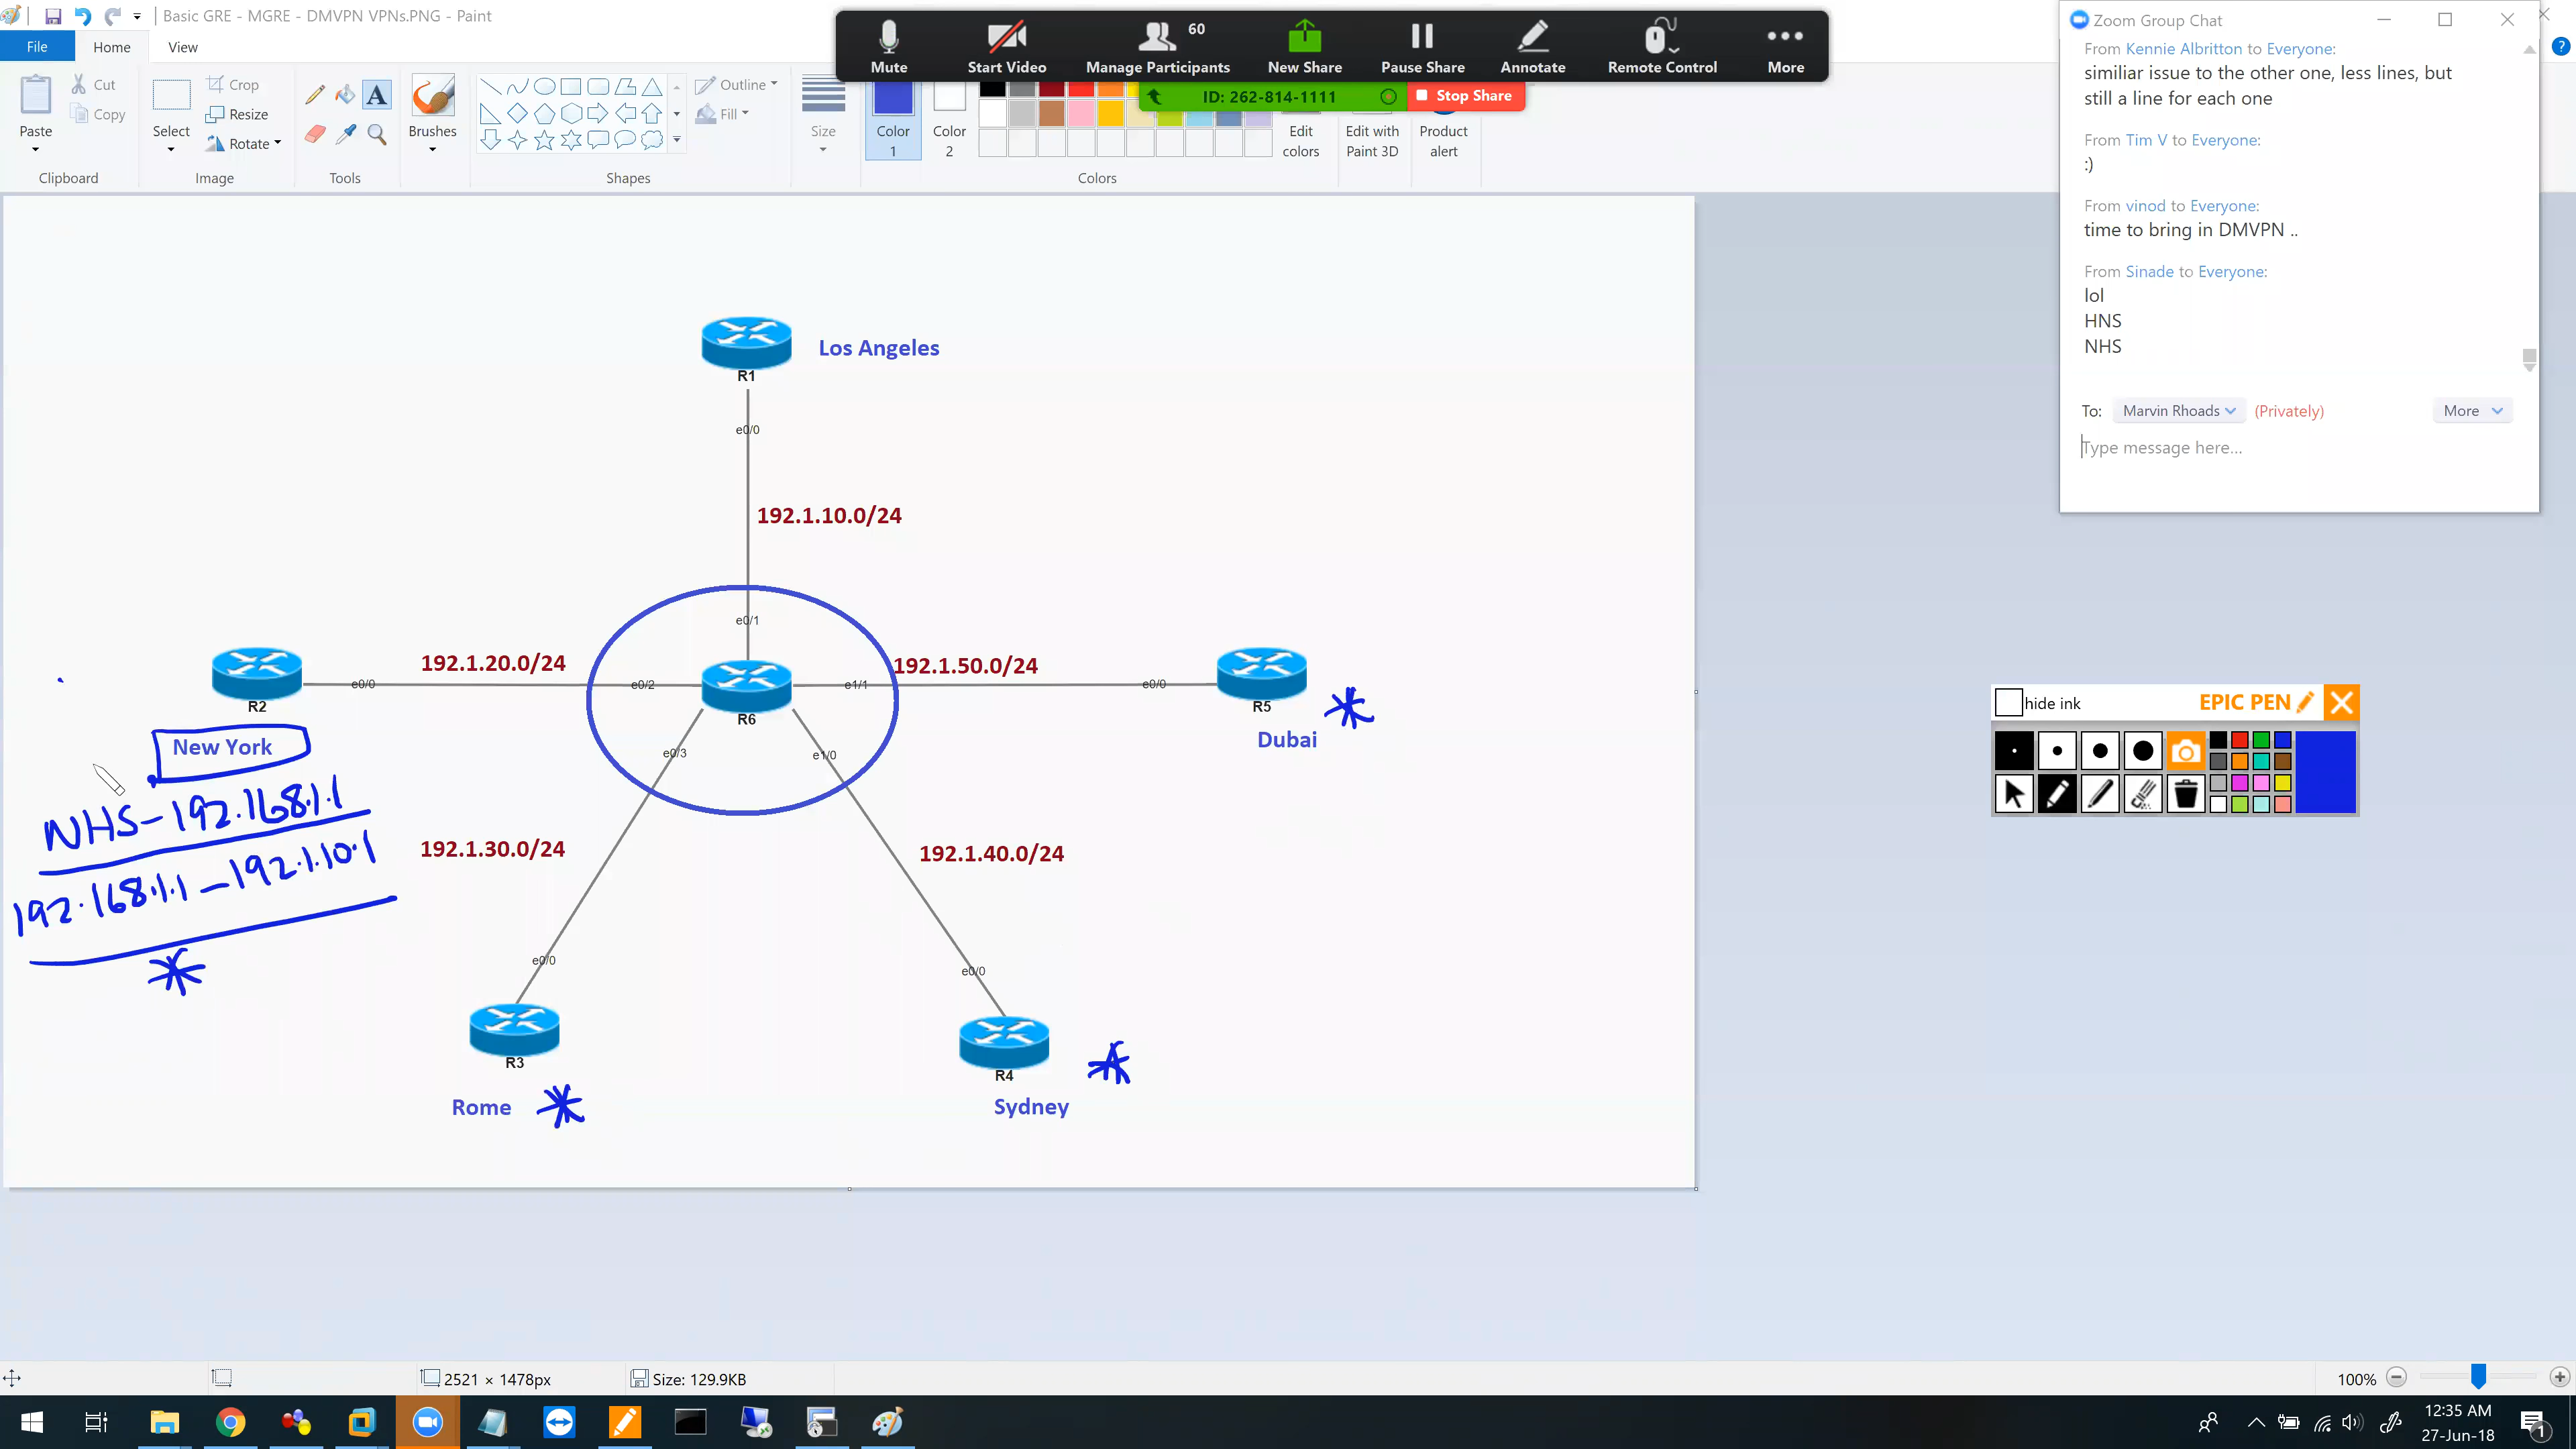 Basic GRE - MGRE - DMVPN VPNs.PNG - Paint
File
Home
View
Paste
Cut
Copy
Clipboard
Select
Crop
Resize
Rotate
Image
A
Tools
Brushes
Shapes
Outline
Fill
Size
Color
1
Color
2
Edit
colors
Edit with
Paint 3D
Product
alert
Colors
Mute
Start Video
60
Manage Participants
New Share
Pause Share
Annotate
Remote Control
More
ID: 262-814-1111
Stop Share
Zoom Group Chat
From Kennie Albritton to Everyone:
similiar issue to the other one, less lines, but
still a line for each one
From Tim V to Everyone:
:)
From vinod to Everyone:
time to bring in DMVPN ..
From Sinade to Everyone:
lol
HNS
NHS
To: Marvin Rhoads (Privately)
More
Type message here...
R1
Los Angeles
e0/0
192.1.10.0/24
e0/1
R2
e0/0
192.1.20.0/24
e0/2
R6
e1/1
192.1.50.0/24
e0/0
R5
Dubai
New York
e0/3
e1/0
NHS - 192.168.1.1
192.168.1.1 - 192.1.10.1
192.1.30.0/24
192.1.40.0/24
e0/0
e0/0
R3
Rome
R4
Sydney
hide ink
EPIC PEN
2521 × 1478px
Size: 129.9KB
100%
12:35 AM
27-Jun-18
1